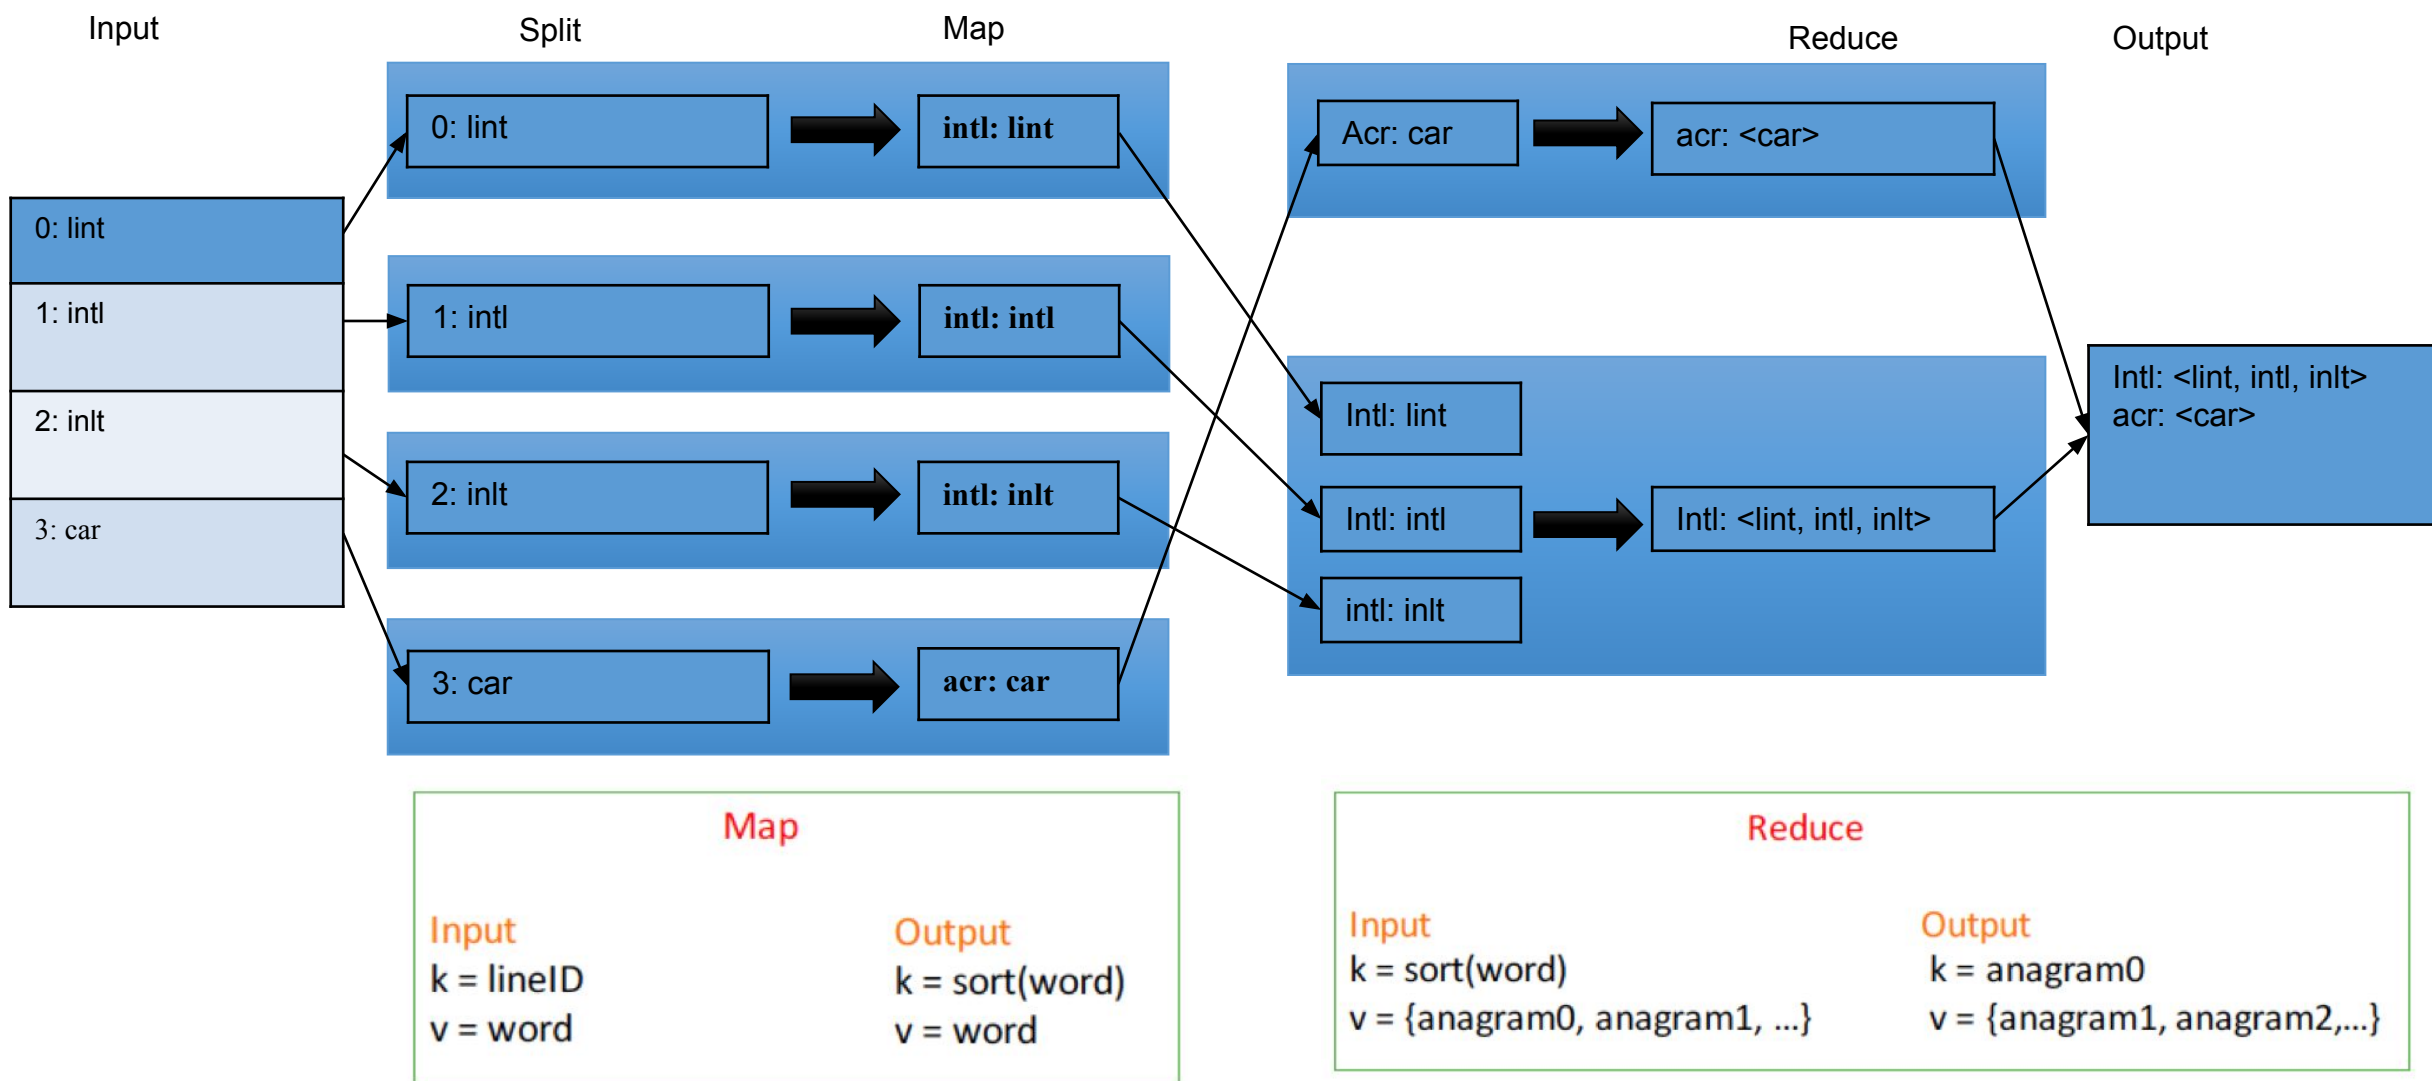 Input
Split
Map
Reduce
Output
0: lint
1: intl
2: inlt
3: car
0: lint
intl: lint
1: intl
intl: intl
2: inlt
intl: inlt
3: car
acr: car
Acr: car
acr: <car>
Intl: lint
Intl: intl
intl: inlt
Intl: <lint, intl, inlt>
Intl: <lint, intl, inlt>
acr: <car>
Map
Input
k = lineID
v = word
Output
k = sort(word)
v = word
Reduce
Input
k = sort(word)
v = {anagram0, anagram1, ...}
Output
k = anagram0
v = {anagram1, anagram2,...}